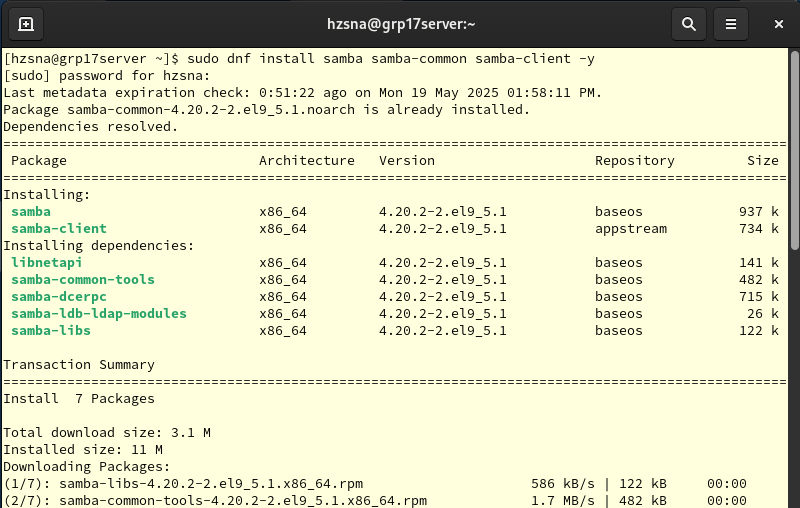 hzsna@grp17server:~
[hzsna@grp17server ~]$ sudo dnf install samba samba-common samba-client -y
[sudo] password for hzsna:
Last metadata expiration check: 0:51:22 ago on Mon 19 May 2025 01:58:11 PM.
Package samba-common-4.20.2-2.el9_5.1.noarch is already installed.
Dependencies resolved.
================================================================================
Package Architecture Version Repository Size
================================================================================
Installing:
samba x86_64 4.20.2-2.el9_5.1 baseos 937 k
samba-client x86_64 4.20.2-2.el9_5.1 appstream 734 k
Installing dependencies:
libnetapi x86_64 4.20.2-2.el9_5.1 baseos 141 k
samba-common-tools x86_64 4.20.2-2.el9_5.1 baseos 482 k
samba-dcerpc x86_64 4.20.2-2.el9_5.1 baseos 715 k
samba-ldb-ldap-modules x86_64 4.20.2-2.el9_5.1 baseos 26 k
samba-libs x86_64 4.20.2-2.el9_5.1 baseos 122 k
Transaction Summary
================================================================================
Install 7 Packages
Total download size: 3.1 M
Installed size: 11 M
Downloading Packages:
(1/7): samba-libs-4.20.2-2.el9_5.1.x86_64.rpm 586 kB/s | 122 kB 00:00
(2/7): samba-common-tools-4.20.2-2.el9_5.1.x86_64.rpm 1.7 MB/s | 482 kB 00:00